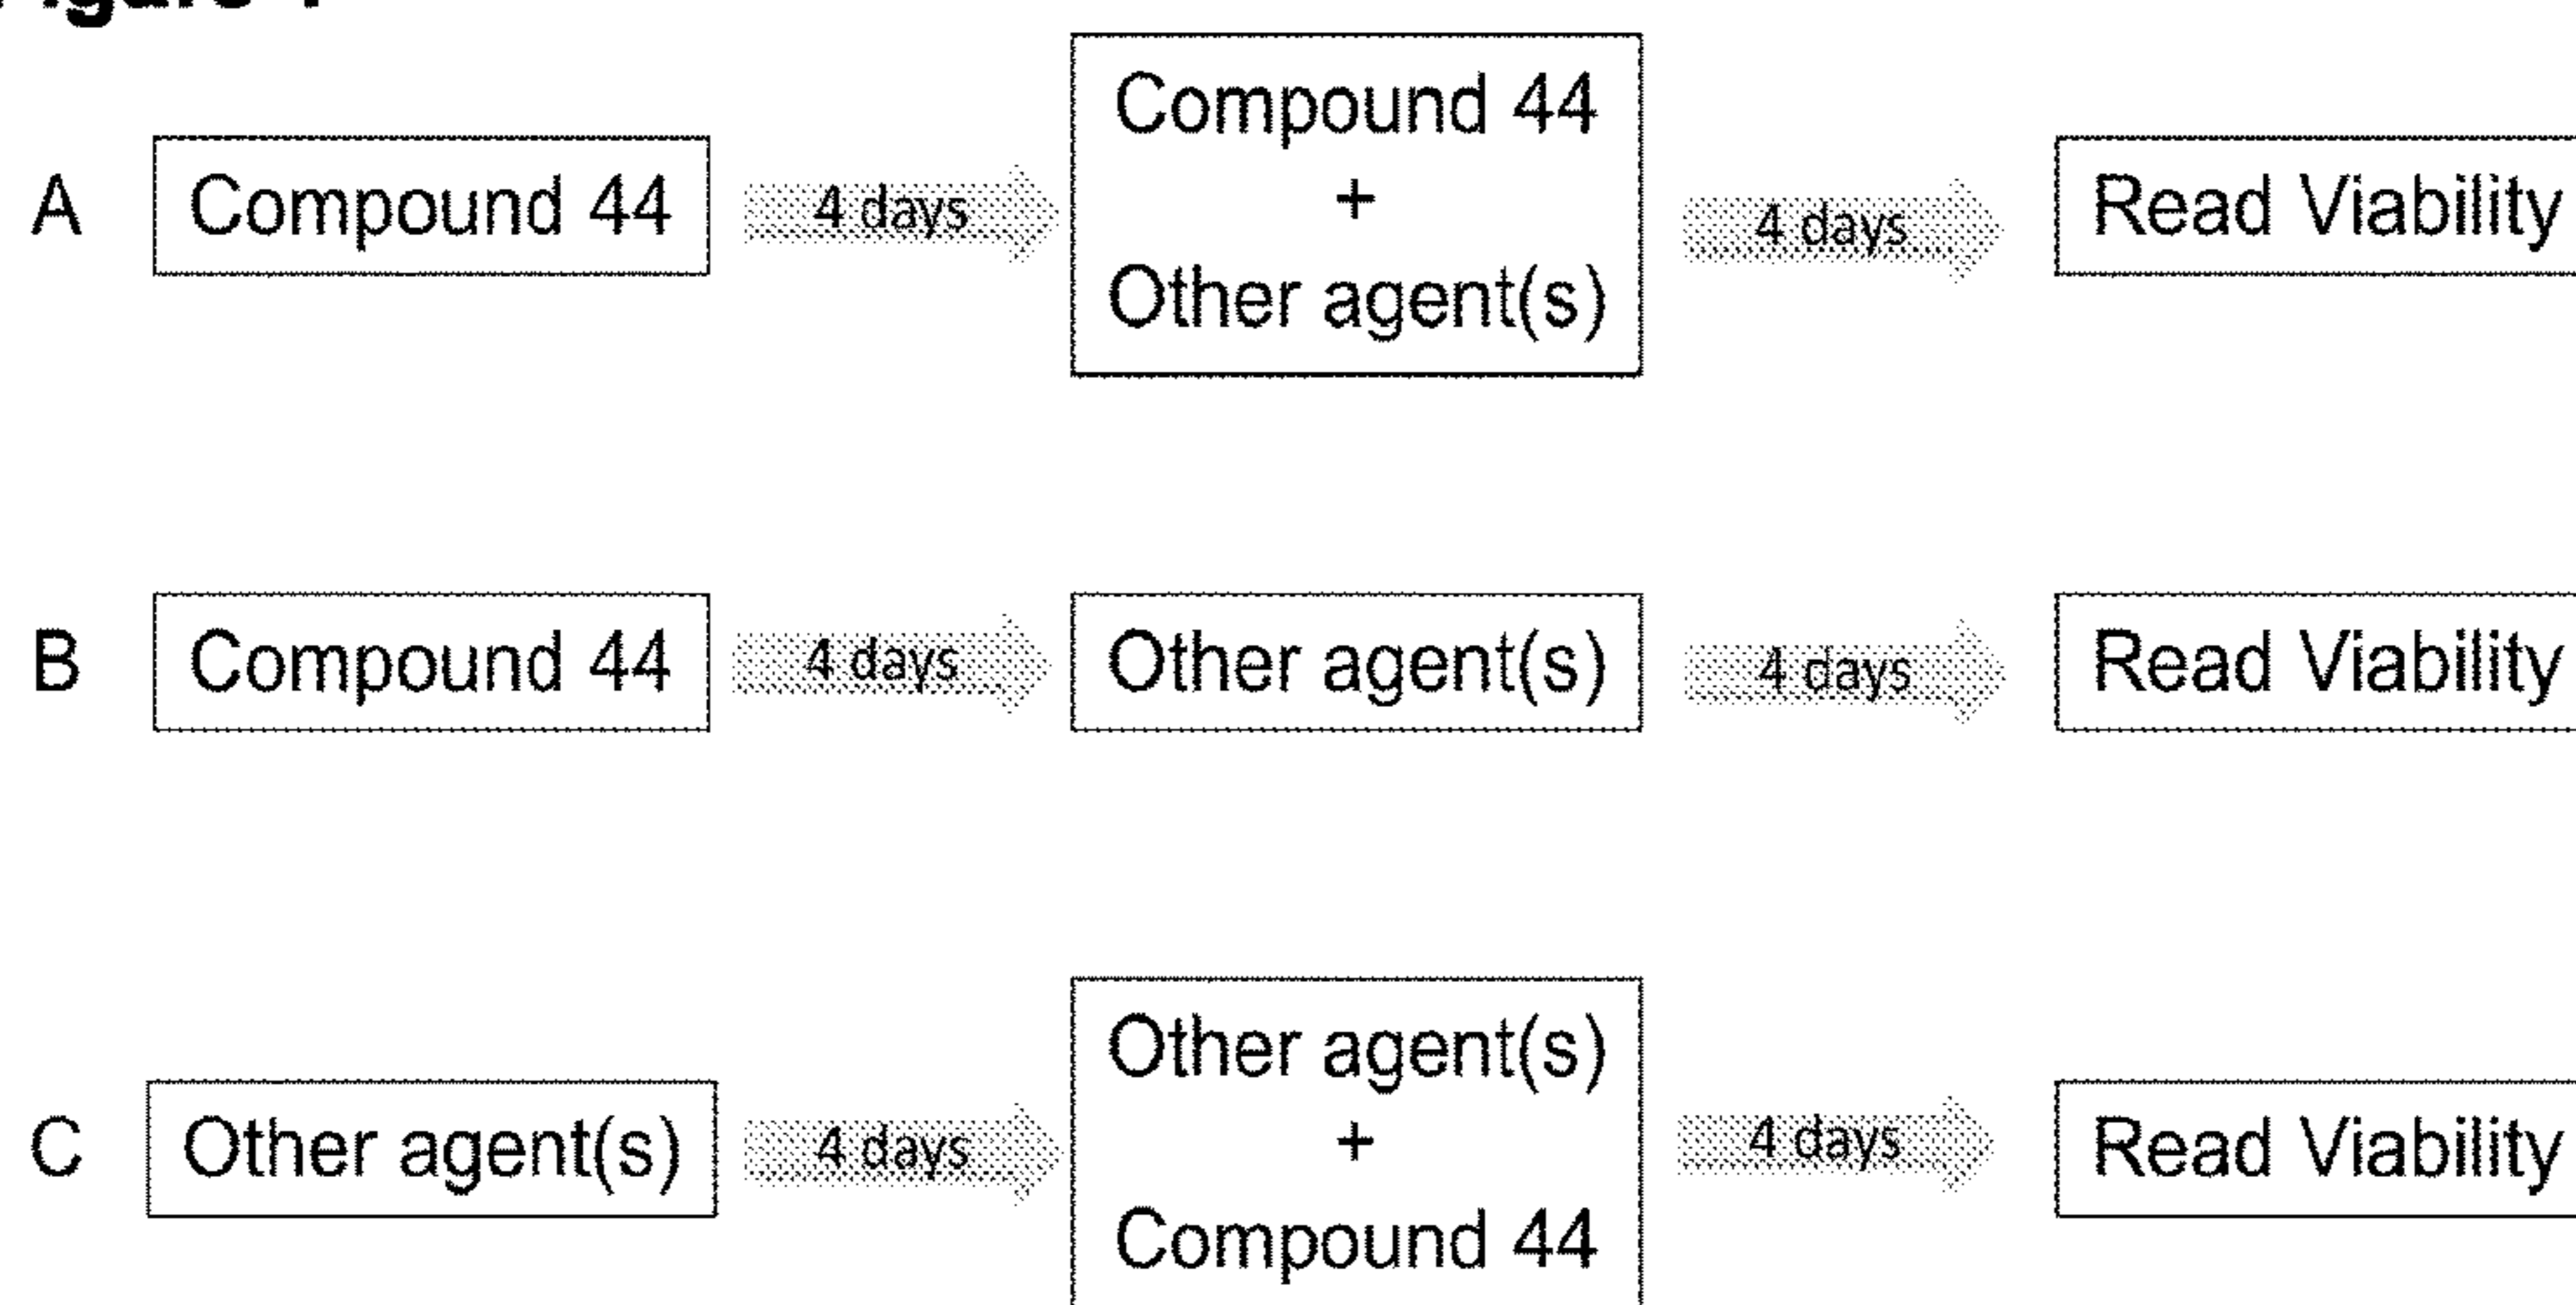 A
Compound 44
4 days
Compound 44
+
Other agent(s)
4 days
Read Viability
B
Compound 44
4 days
Other agent(s)
4 days
Read Viability
C
Other agent(s)
4 days
Other agent(s)
+
Compound 44
4 days
Read Viability